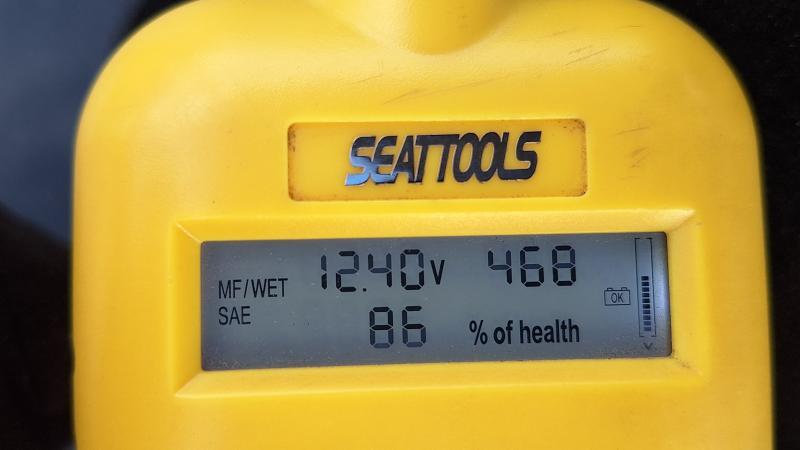 SEATTOOLS
MF/WET 12.40V 468
SAE 86 % of health
OK